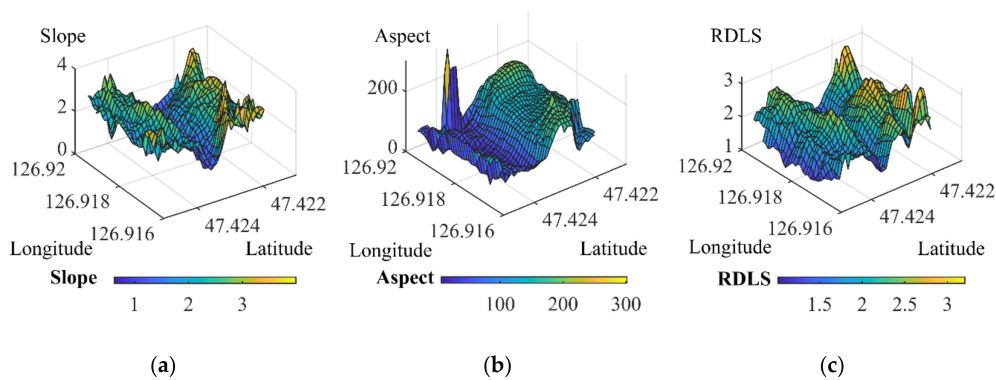 Slope
4
2
0
126.92
126.918
126.916
47.424
47.422
Longitude
Latitude
Slope
1 2 3
(a)
Aspect
200
0
126.92
126.918
126.916
47.424
47.422
Longitude
Latitude
Aspect
100 200 300
(b)
RDLS
3
2
1
126.92
126.918
126.916
47.424
47.422
Longitude
Latitude
RDLS
1.5 2 2.5 3
(c)